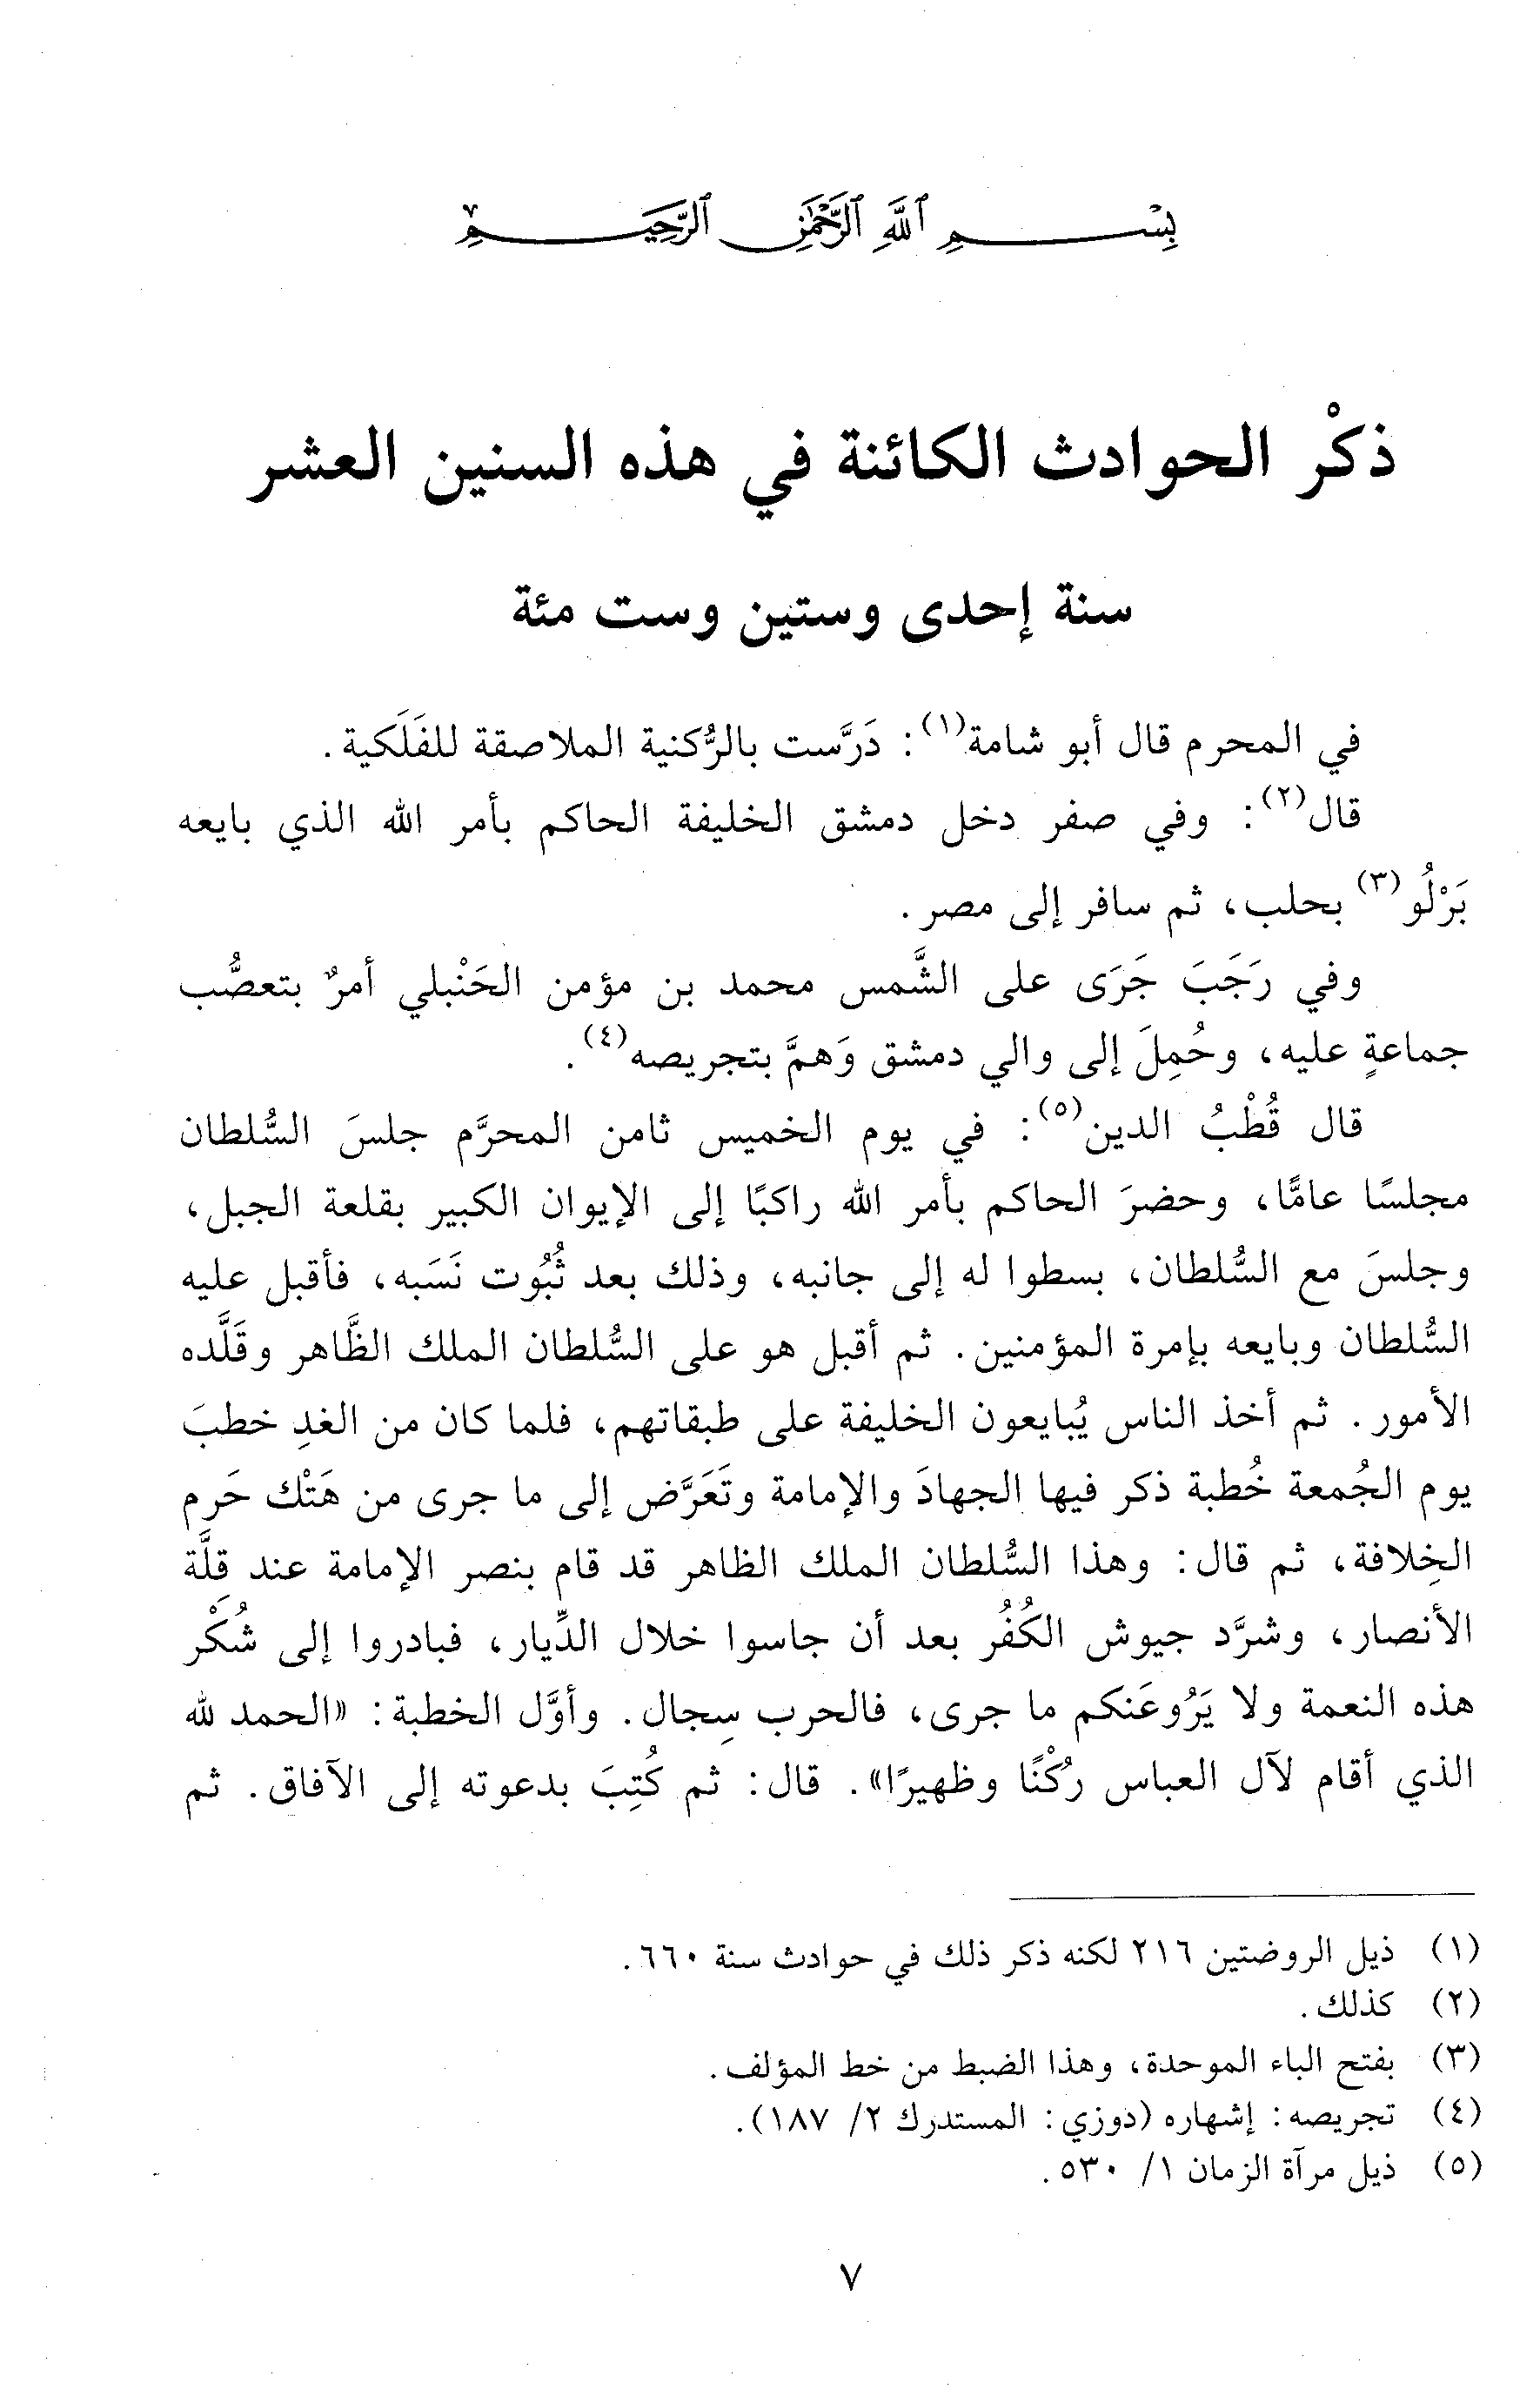 بِسْمِ ٱللَّهِ ٱلرَّحْمَٰنِ ٱلرَّحِيمِ
ذكْر الحوادث الكائنة في هذه السنين العشر
سنة إحدى وستين وست مئة
في المحرم قال أبو شامة(١): دَرَّست بالرُّكنية الملاصقة للفَلَكية.
قال(٢): وفي صفر دخل دمشق الخليفة الحاكم بأمر الله الذي بايعه
بَرْلُو(٣) بحلب، ثم سافر إلى مصر.
وفي رَجَبَ جَرَى على الشَّمس محمد بن مؤمن الحَنْبلي أمرٌ بتعصُّب
جماعةٍ عليه، وحُمِلَ إلى والي دمشق وَهمَّ بتجريصه(٤).
قال قُطْبُ الدين(٥): في يوم الخميس ثامن المحرَّم جلسَ السُّلطان
مجلسًا عامًّا، وحضرَ الحاكم بأمر الله راكبًا إلى الإيوان الكبير بقلعة الجبل،
وجلسَ مع السُّلطان، بسطوا له إلى جانبه، وذلك بعد ثُبُوت نَسَبه، فأقبل عليه
السُّلطان وبايعه بإمرة المؤمنين. ثم أقبل هو على السُّلطان الملك الظَّاهر وقَلَّده
الأمور. ثم أخذ الناس يُبايعون الخليفة على طبقاتهم، فلما كان من الغدِ خطبَ
يوم الجُمعة خُطبة ذكر فيها الجهادَ والإمامة وتَعَرَّض إلى ما جرى من هَتْك حَرم
الخِلافة، ثم قال: وهذا السُّلطان الملك الظاهر قد قام بنصر الإمامة عند قِلَّة
الأنصار، وشرَّد جيوش الكُفُر بعد أن جاسوا خلال الدِّيار، فبادروا إلى شُكْر
هذه النعمة ولا يَرُوعَنكم ما جرى، فالحرب سِجال. وأوَّل الخطبة: «الحمد لله
الذي أقام لآل العباس رُكْنًا وظهيرًا». قال: ثم كُتِبَ بدعوته إلى الآفاق. ثم
(١) ذيل الروضتين ٢١٦ لكنه ذكر ذلك في حوادث سنة ٦٦٠.
(٢) كذلك.
(٣) بفتح الباء الموحدة، وهذا الضبط من خط المؤلف.
(٤) تجريصه: إشهاره (دوزي: المستدرك ٢/ ١٨٧).
(٥) ذيل مرآة الزمان ١/ ٥٣٠.
٧